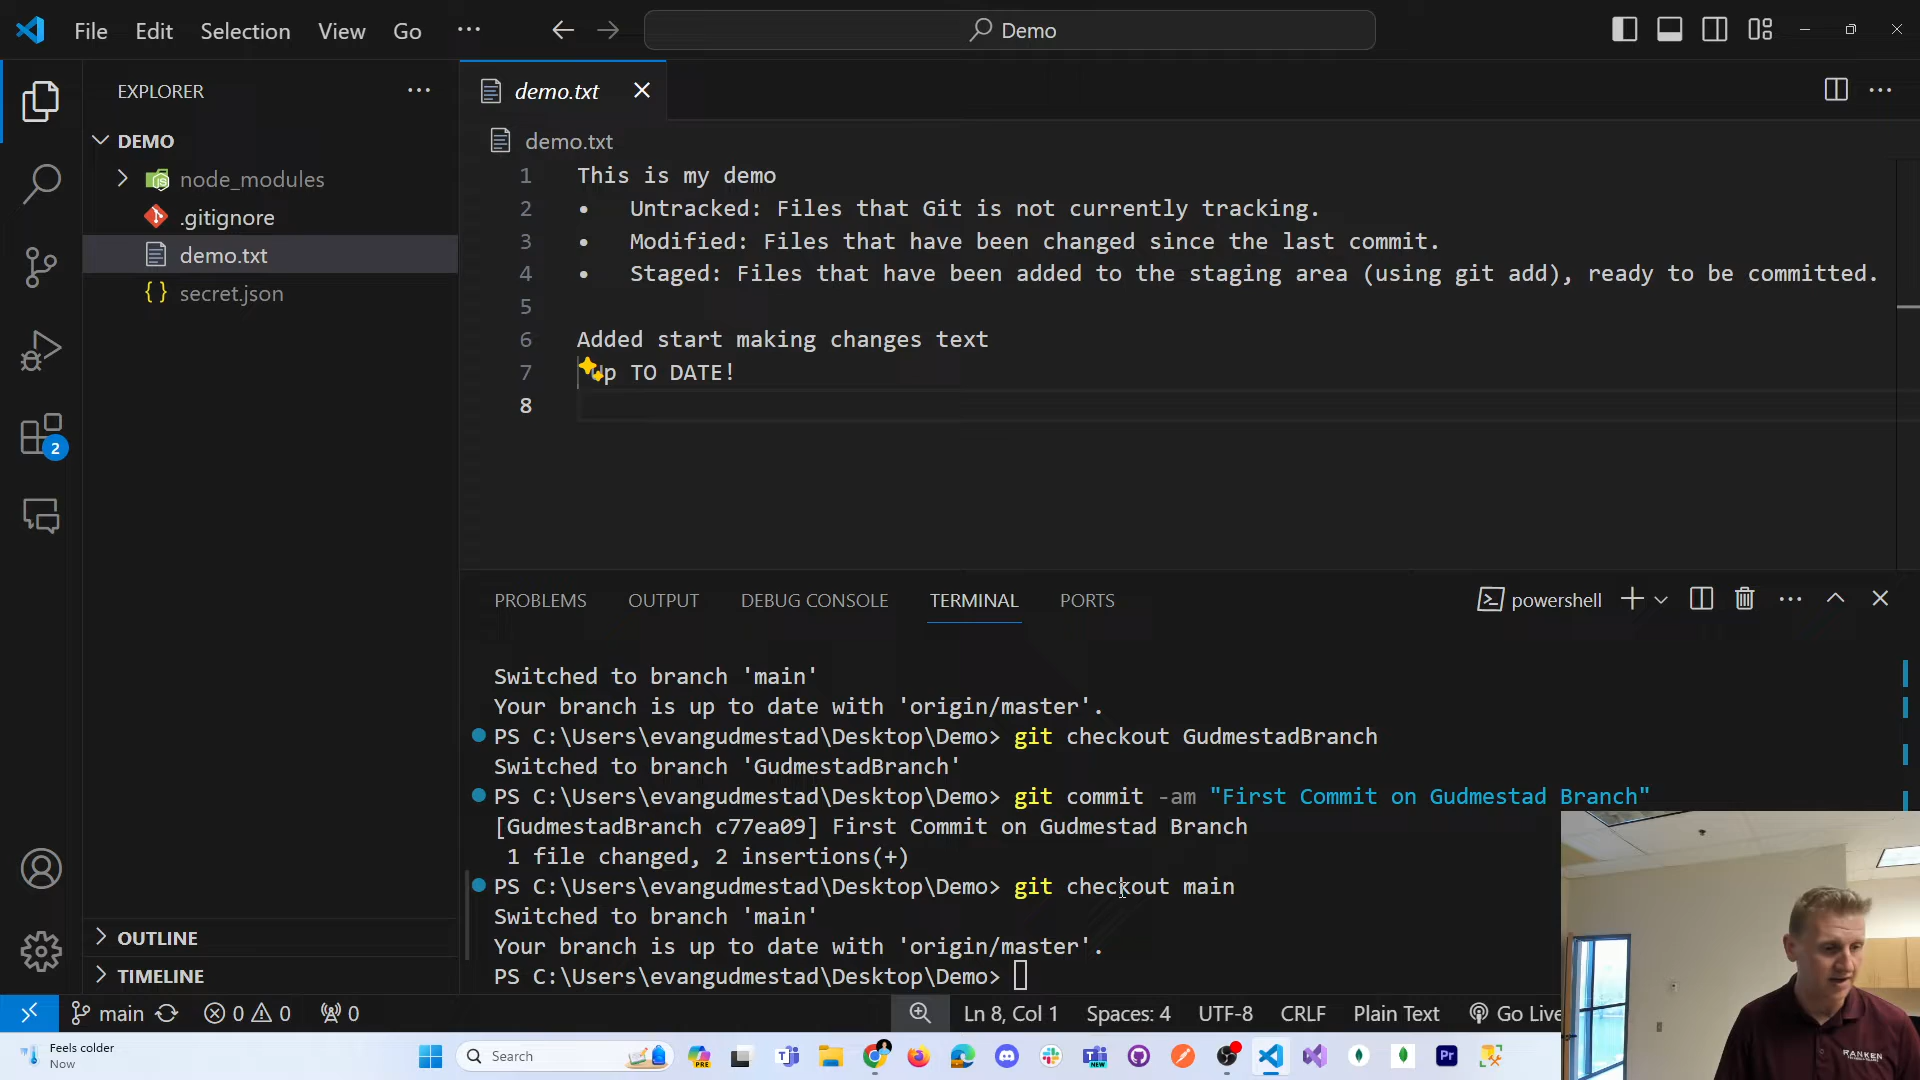 File Edit Selection View Go ... Demo
EXPLORER ...
DEMO
node_modules
.gitignore
demo.txt
secret.json
2
OUTLINE
TIMELINE
demo.txt
demo.txt
1 This is my demo
2 • Untracked: Files that Git is not currently tracking.
3 • Modified: Files that have been changed since the last commit.
4 • Staged: Files that have been added to the staging area (using git add), ready to be committed.
5
6 Added start making changes text
7 Up TO DATE!
8
PROBLEMS OUTPUT DEBUG CONSOLE TERMINAL PORTS powershell
Switched to branch 'main'
Your branch is up to date with 'origin/master'.
PS C:\Users\evangudmestad\Desktop\Demo> git checkout GudmestadBranch
Switched to branch 'GudmestadBranch'
PS C:\Users\evangudmestad\Desktop\Demo> git commit -am "First Commit on Gudmestad Branch"
[GudmestadBranch c77ea09] First Commit on Gudmestad Branch
1 file changed, 2 insertions(+)
PS C:\Users\evangudmestad\Desktop\Demo> git checkout main
Switched to branch 'main'
Your branch is up to date with 'origin/master'.
PS C:\Users\evangudmestad\Desktop\Demo>
main 0 0 0 Ln 8, Col 1 Spaces: 4 UTF-8 CRLF Plain Text Go Live
Feels colder
Now
Search
PRE
NEW
Pr
RANKEN